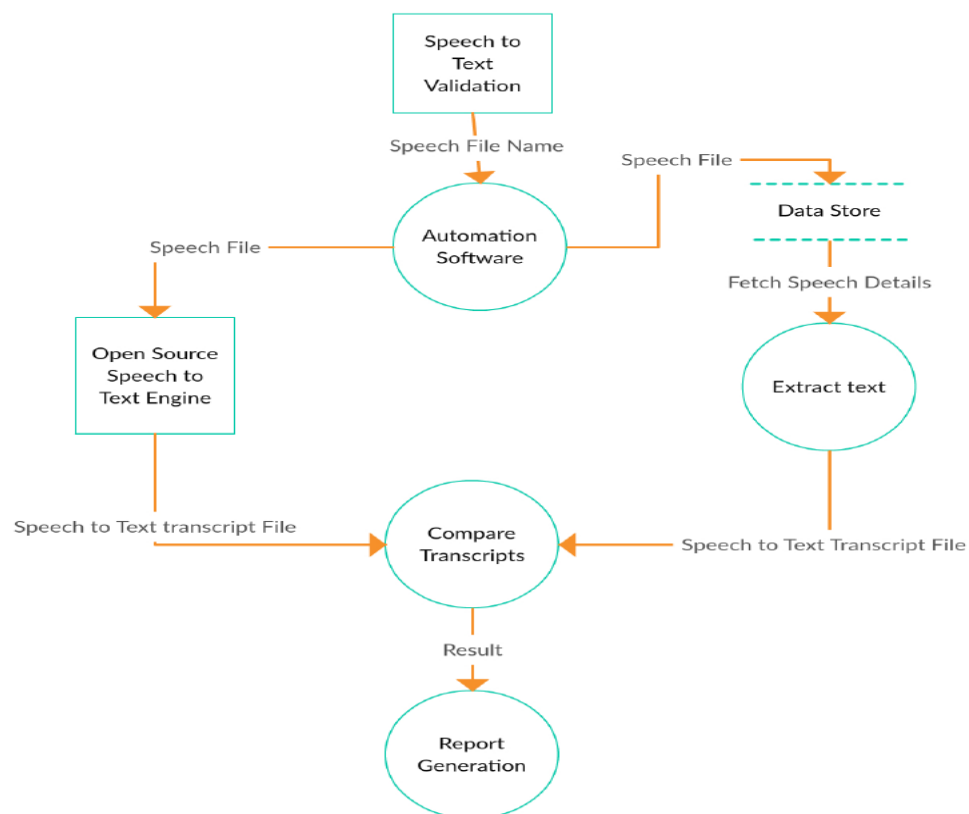 Speech to
Text
Validation
Speech File Name
Speech File
Data Store
Automation
Software
Speech File
Fetch Speech Details
Open Source
Speech to
Text Engine
Extract text
Speech to Text transcript File
Compare
Transcripts
Speech to Text Transcript File
Result
Report
Generation